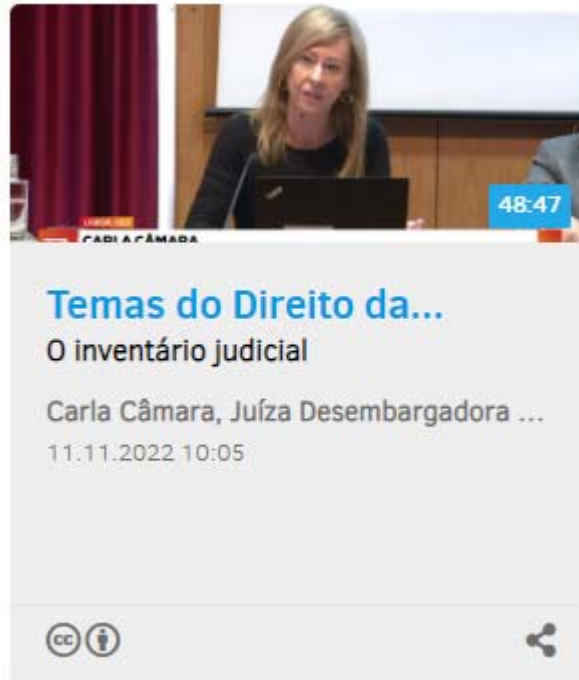 48:47
CARLA CÂMARA
Temas do Direito da...
O inventário judicial
Carla Câmara, Juíza Desembargadora ...
11.11.2022 10:05
cc